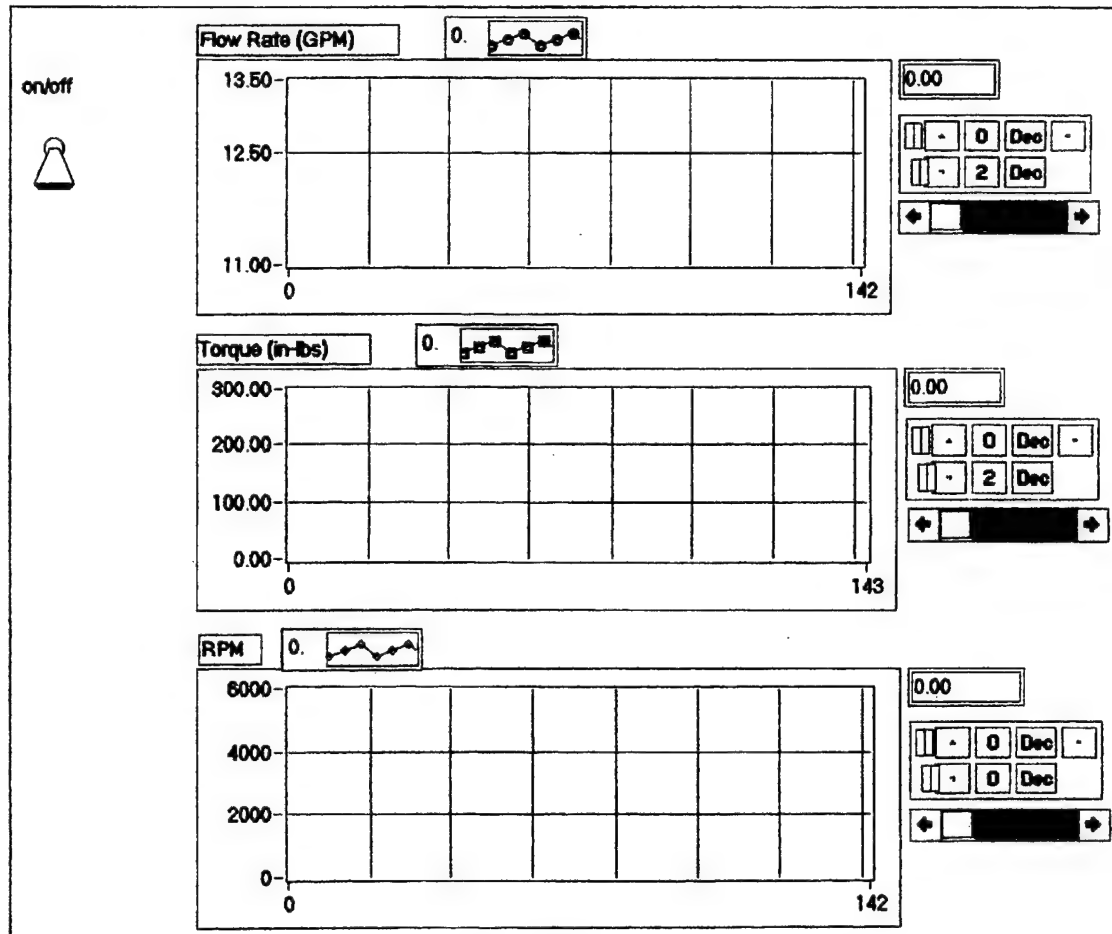 Flow Rate (GPM) 0.
on/off
13.50
0.00
12.50
0 Dec
2 Dec
11.00
0 142
Torque (in-lbs) 0.
300.00
0.00
200.00
0 Dec
2 Dec
100.00
0.00
0 143
RPM 0.
6000
0.00
4000
0 Dec
0 Dec
2000
0
0 142